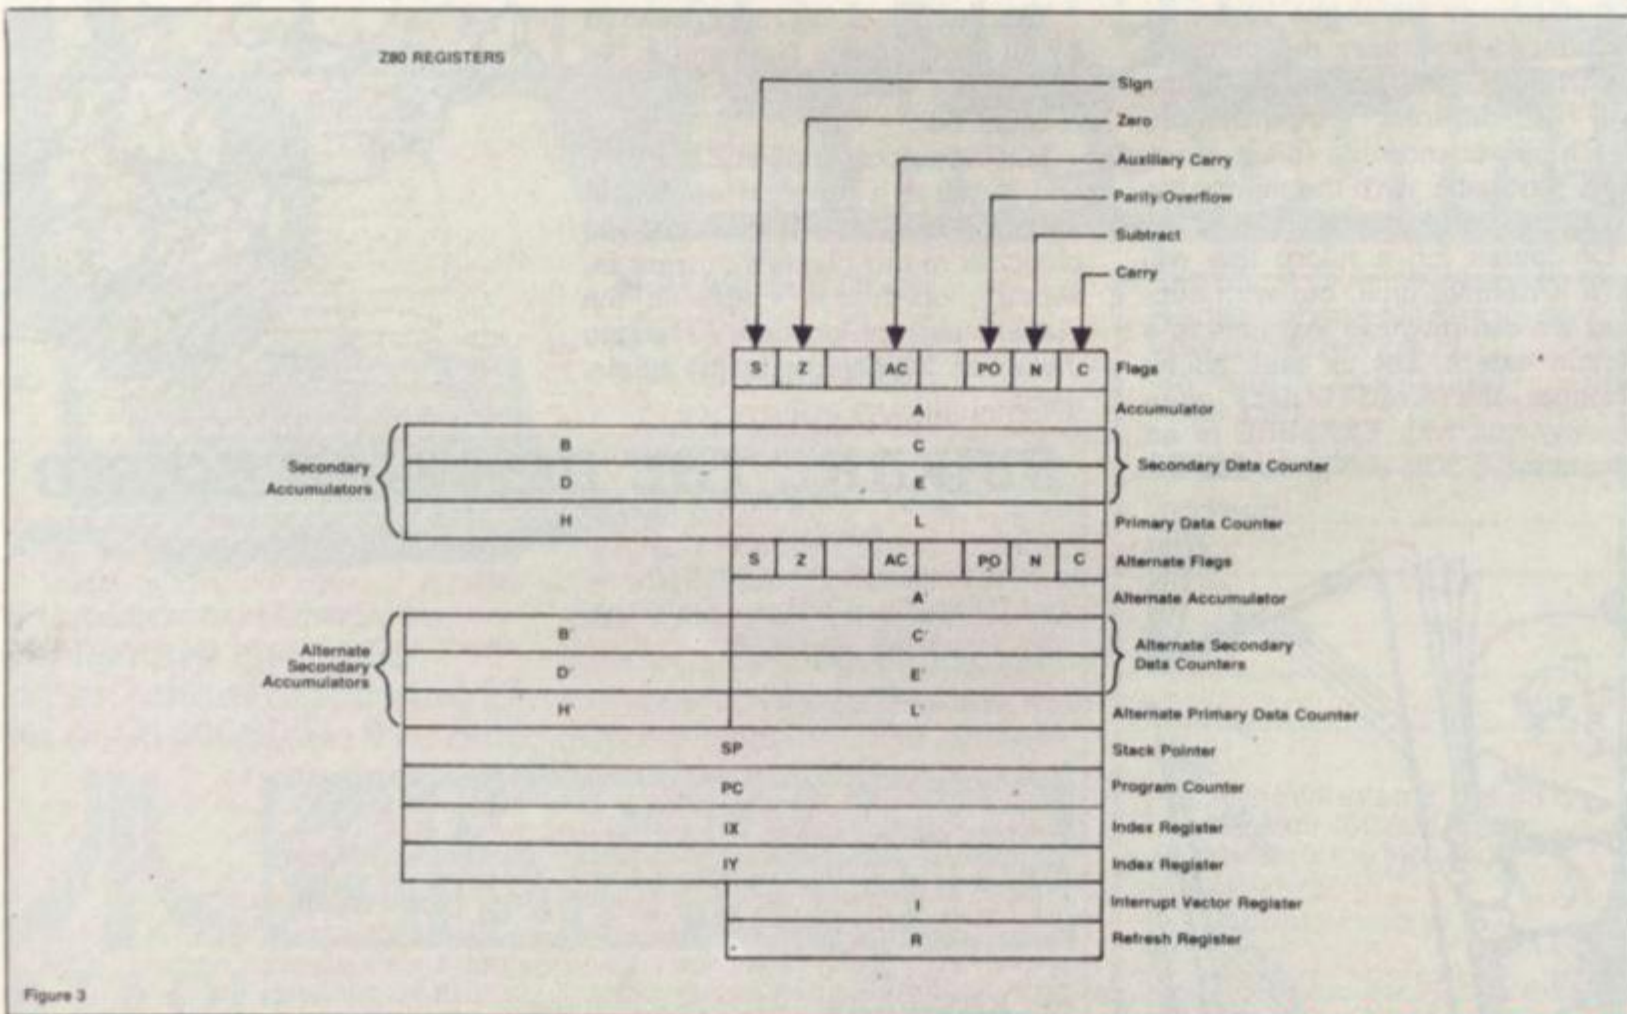 Z80 REGISTERS
Sign
Zero
Auxiliary Carry
Parity/Overflow
Subtract
Carry
S Z AC PO N C Flags
A Accumulator
B C
Secondary
Accumulators
Secondary Data Counter
D E
H L Primary Data Counter
S Z AC PO N C Alternate Flags
A' Alternate Accumulator
B' C'
Alternate
Secondary
Accumulators
Alternate Secondary
Data Counters
D' E'
H' L' Alternate Primary Data Counter
SP Stack Pointer
PC Program Counter
IX Index Register
IY Index Register
I Interrupt Vector Register
R Refresh Register
Figure 3